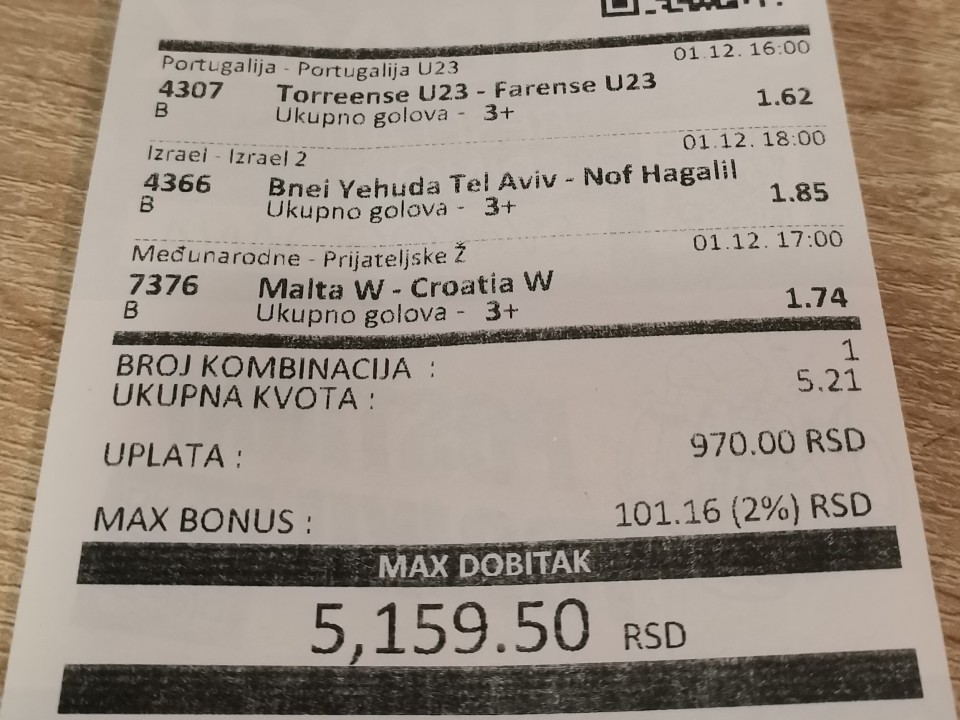 Portugalija - Portugalija U23 01.12. 16:00
4307 Torreense U23 - Farense U23
B Ukupno golova - 3+ 1.62
Izrael - Izrael 2 01.12. 18:00
4366 Bnei Yehuda Tel Aviv - Nof Hagalil
B Ukupno golova - 3+ 1.85
Međunarodne - Prijateljske Ž 01.12. 17:00
7376 Malta W - Croatia W
B Ukupno golova - 3+ 1.74
BROJ KOMBINACIJA : 1
UKUPNA KVOTA : 5.21
UPLATA : 970.00 RSD
MAX BONUS : 101.16 (2%) RSD
MAX DOBITAK
5,159.50 RSD